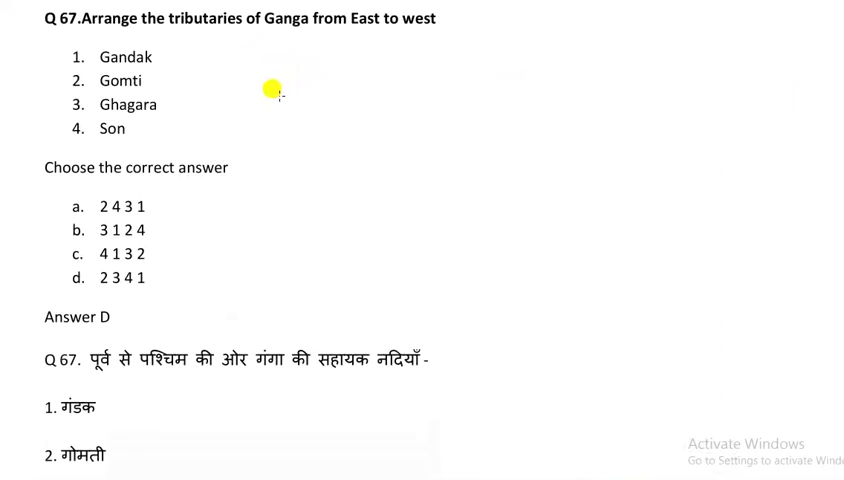 Q 67.Arrange the tributaries of Ganga from East to west
1. Gandak
2. Gomti
3. Ghagara
4. Son
Choose the correct answer
a. 2 4 3 1
b. 3 1 2 4
c. 4 1 3 2
d. 2 3 4 1
Answer D
Q 67. पूर्व से पश्चिम की ओर गंगा की सहायक नदियाँ -
1. गंडक
2. गोमती
Activate Windows
Go to Settings to activate Wind